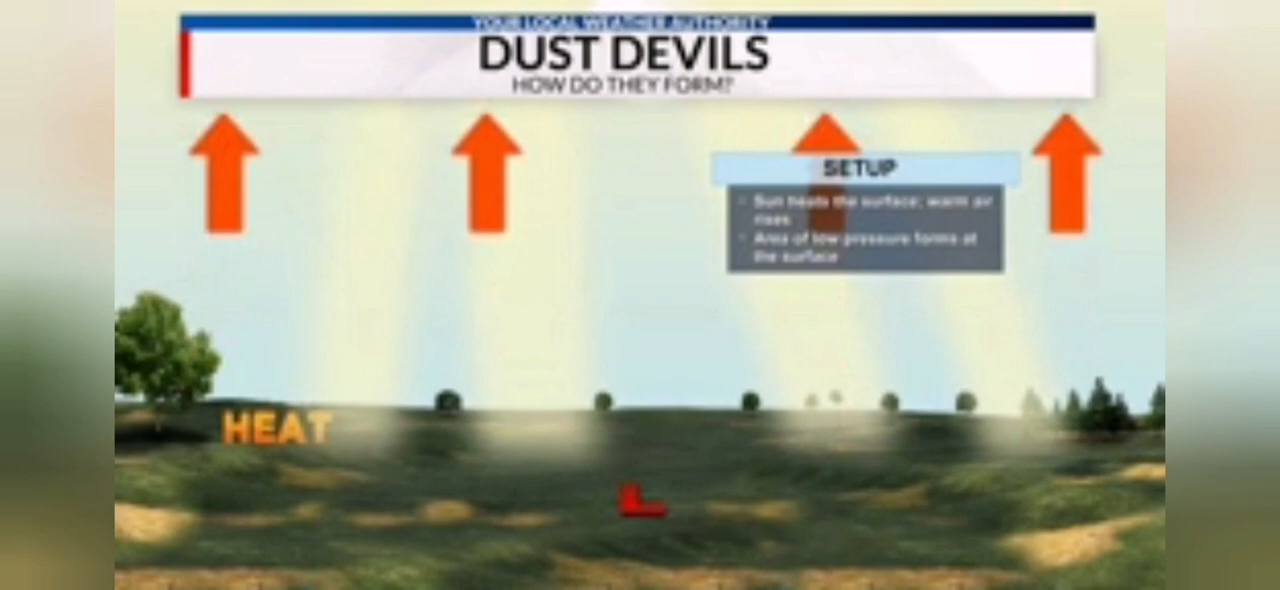 YOUR LOCAL WEATHER AUTHORITY
DUST DEVILS
HOW DO THEY FORM?
SETUP
- Sun heats the surface; warm air
rises
- Area of low pressure forms at
the surface
HEAT
L